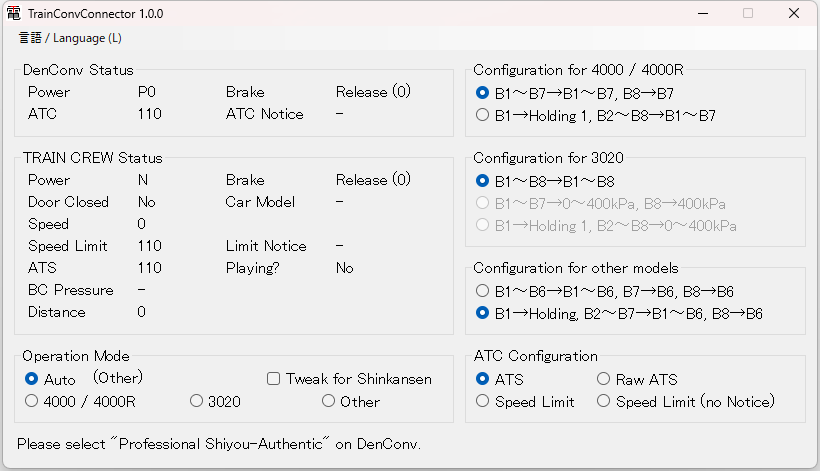 電 TrainConvConnector 1.0.0
言語 / Language (L)
DenConv Status
Power P0 Brake Release (0)
ATC 110 ATC Notice -
TRAIN CREW Status
Power N Brake Release (0)
Door Closed No Car Model -
Speed 0
Speed Limit 110 Limit Notice -
ATS 110 Playing? No
BC Pressure -
Distance 0
Operation Mode
Auto (Other) Tweak for Shinkansen
4000 / 4000R 3020 Other
Configuration for 4000 / 4000R
B1～B7→B1～B7, B8→B7
B1→Holding 1, B2～B8→B1～B7
Configuration for 3020
B1～B8→B1～B8
B1～B7→0～400kPa, B8→400kPa
B1→Holding 1, B2～B8→0～400kPa
Configuration for other models
B1～B6→B1～B6, B7→B6, B8→B6
B1→Holding, B2～B7→B1～B6, B8→B6
ATC Configuration
ATS Raw ATS
Speed Limit Speed Limit (no Notice)
Please select "Professional Shiyou-Authentic" on DenConv.